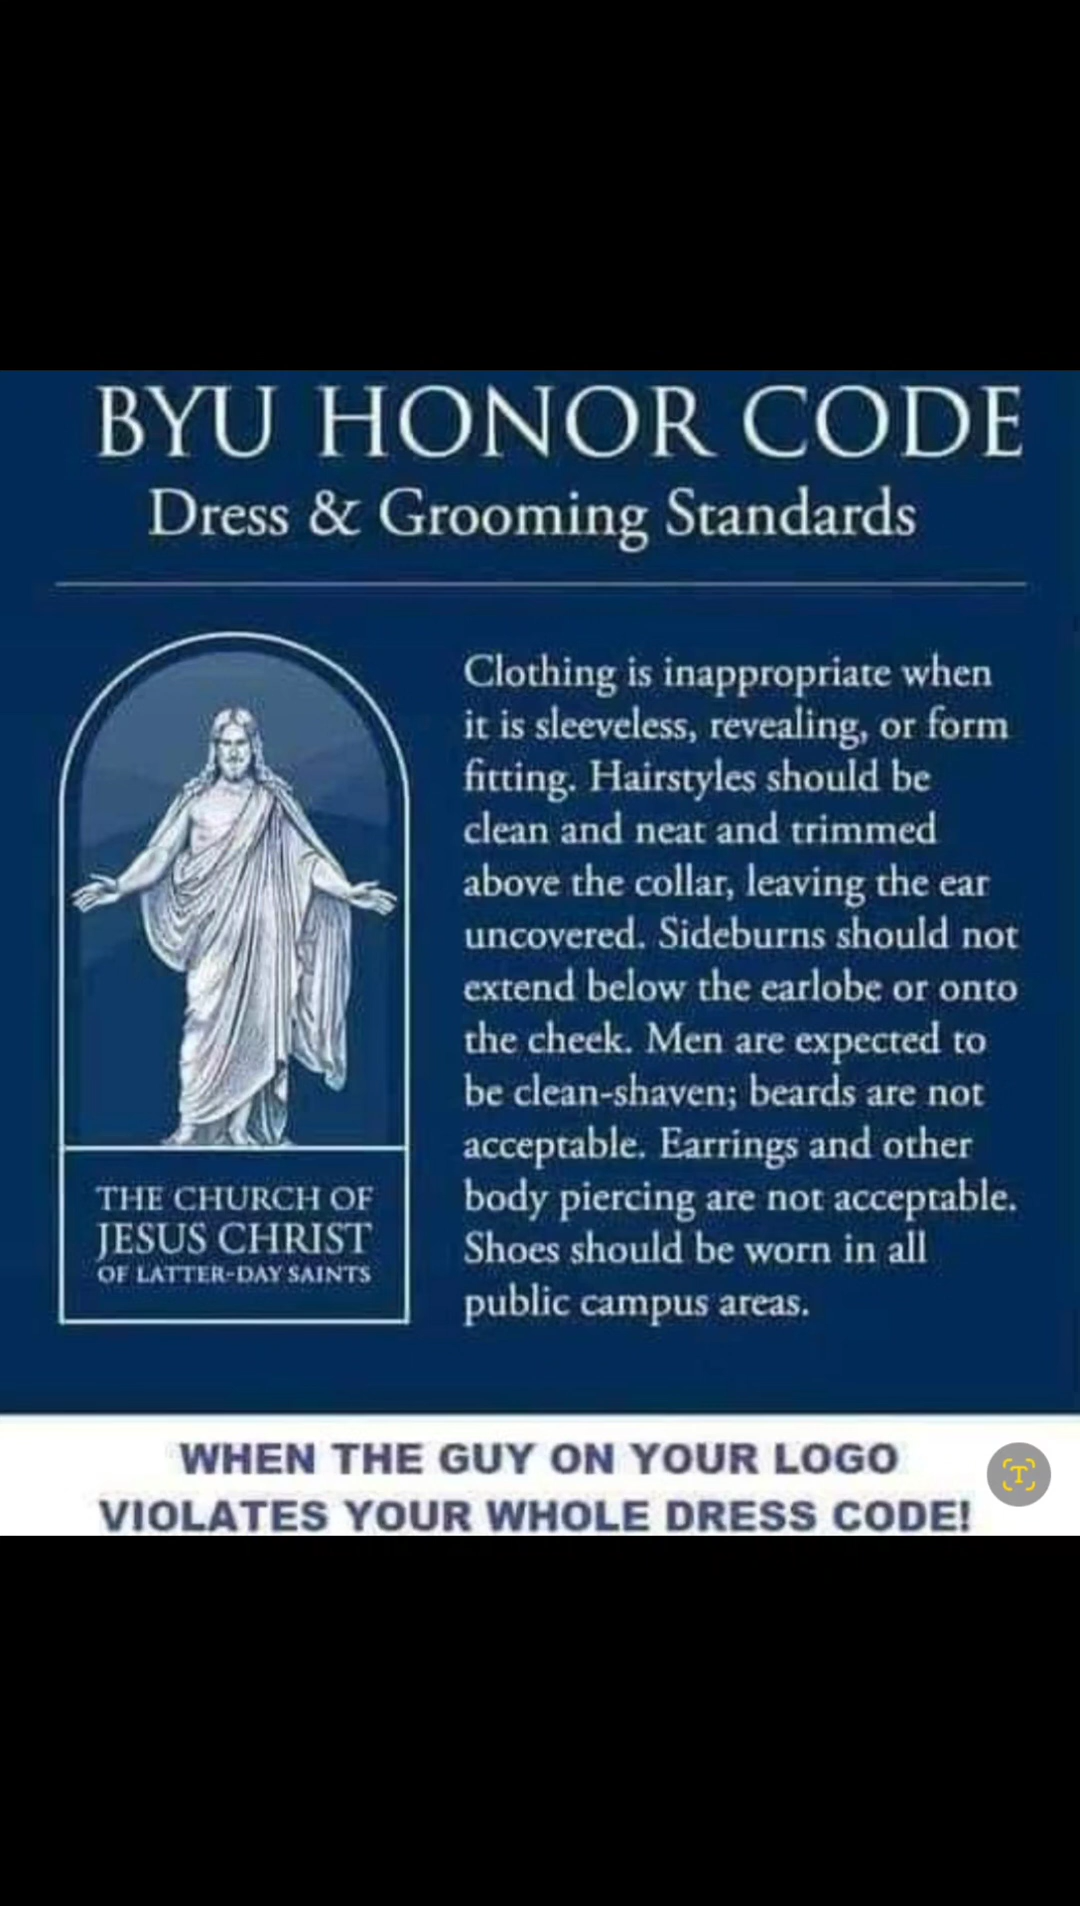 BYU HONOR CODE
Dress & Grooming Standards
Clothing is inappropriate when
it is sleeveless, revealing, or form
fitting. Hairstyles should be
clean and neat and trimmed
above the collar, leaving the ear
uncovered. Sideburns should not
extend below the earlobe or onto
the cheek. Men are expected to
be clean-shaven; beards are not
acceptable. Earrings and other
body piercing are not acceptable.
Shoes should be worn in all
public campus areas.
THE CHURCH OF
JESUS CHRIST
OF LATTER-DAY SAINTS
WHEN THE GUY ON YOUR LOGO
VIOLATES YOUR WHOLE DRESS CODE!